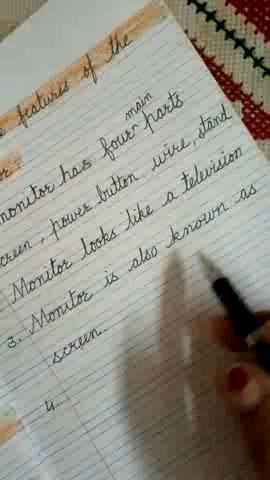 features of the
main
monitor has four^ parts
screen, power button wire, stand
Monitor looks like a television
3. Monitor is also known as
screen.
4.